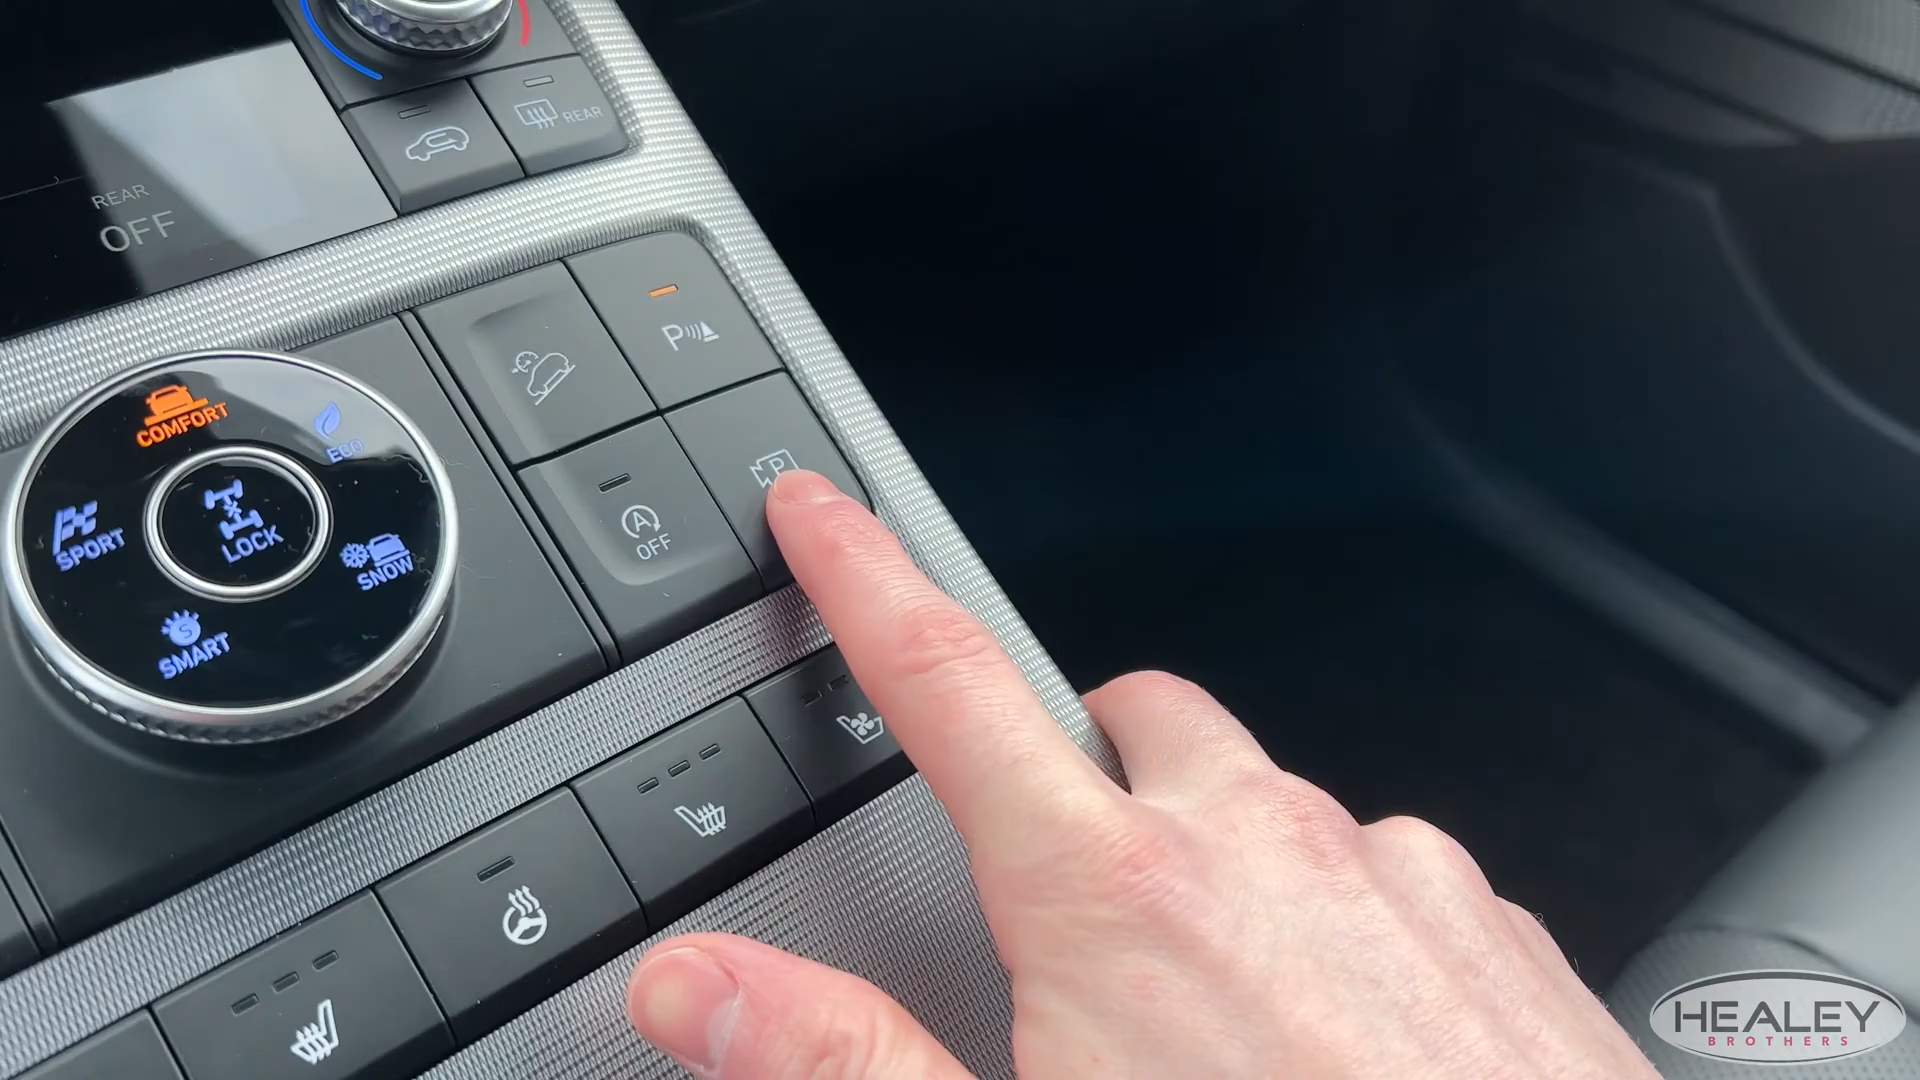 REAR
REAR
OFF
P
COMFORT
ECO
P
SPORT
LOCK
A
OFF
SNOW
S
SMART
HEALEY
BROTHERS